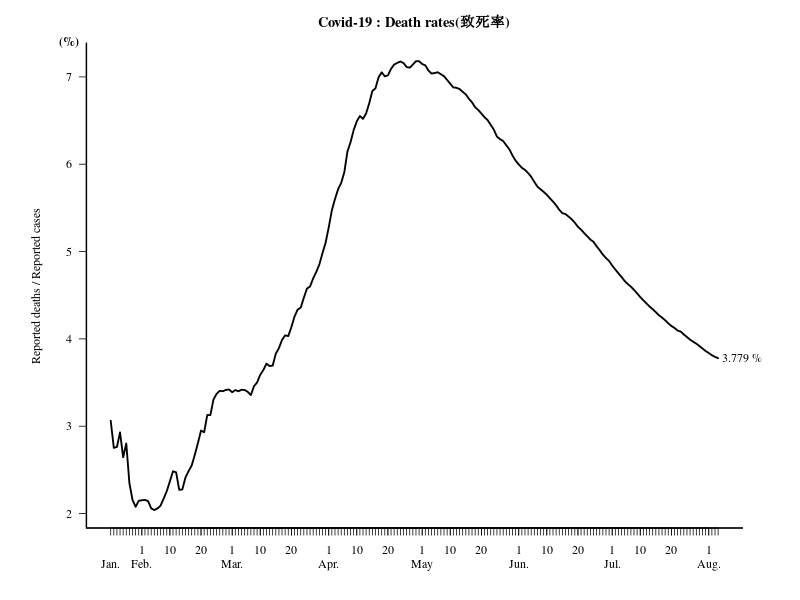 Covid-19 : Death rates(致死率)
(%)
7
6
5
4
3
2
Reported deaths / Reported cases
3.779 %
1 10 20 1 10 20 1 10 20 1 10 20 1 10 20 1 10 20 1
Jan. Feb. Mar. Apr. May Jun. Jul. Aug.